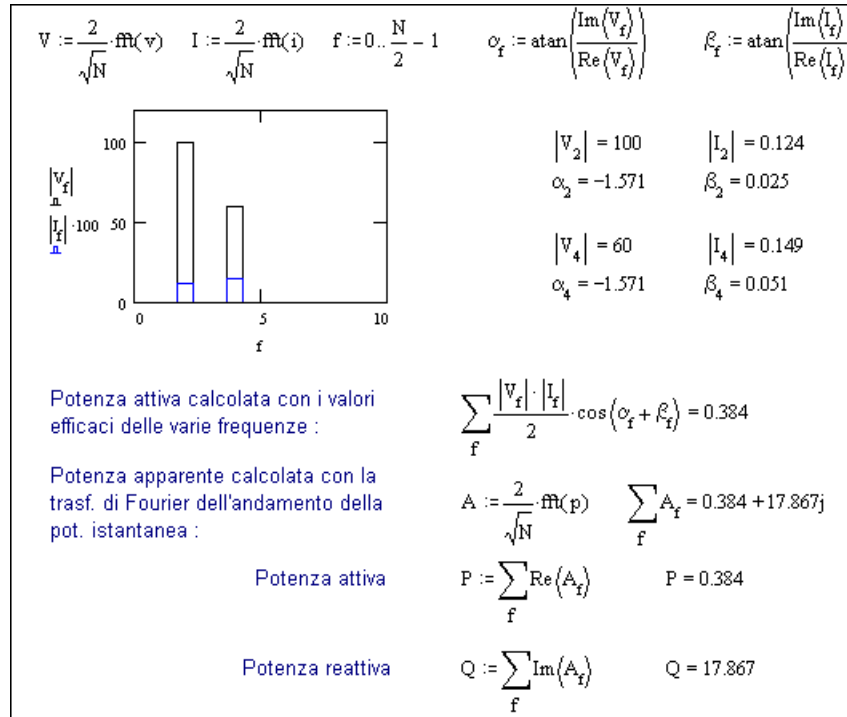 V := 2/√N · fft(v)   I := 2/√N · fft(i)   f := 0.. N/2 − 1   α_f := atan(Im(V_f)/Re(V_f))   β_f := atan(Im(I_f)/Re(I_f)
|V_f|
|I_f| ·100
100
50
0
0 5 10
f
|V_2| = 100   |I_2| = 0.124
α_2 = −1.571   β_2 = 0.025
|V_4| = 60   |I_4| = 0.149
α_4 = −1.571   β_4 = 0.051
Potenza attiva calcolata con i valori
efficaci delle varie frequenze :
∑_f |V_f|·|I_f|/2 · cos(α_f + β_f) = 0.384
Potenza apparente calcolata con la
trasf. di Fourier dell'andamento della
pot. istantanea :
A := 2/√N · fft(p)   ∑_f A_f = 0.384 + 17.867j
Potenza attiva   P := ∑_f Re(A_f)   P = 0.384
Potenza reattiva   Q := ∑_f Im(A_f)   Q = 17.867